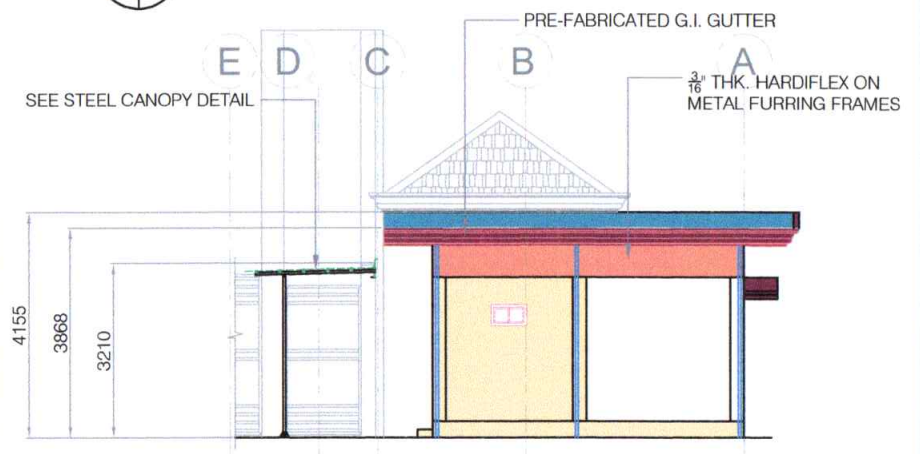 PRE-FABRICATED G.I. GUTTER
E D C B A
SEE STEEL CANOPY DETAIL
3/16" THK. HARDIFLEX ON
METAL FURRING FRAMES
4155
3868
3210